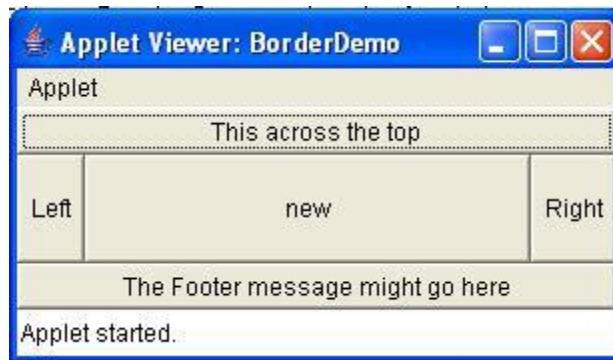 Applet Viewer: BorderDemo
Applet
This across the top
Left new Right
The Footer message might go here
Applet started.